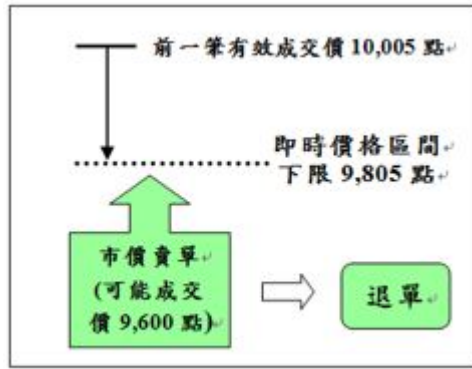 前一筆有效成交價 10,005 點
即時價格區間
下限 9,805 點
市價賣單
(可能成交
價 9,600 點)
退單